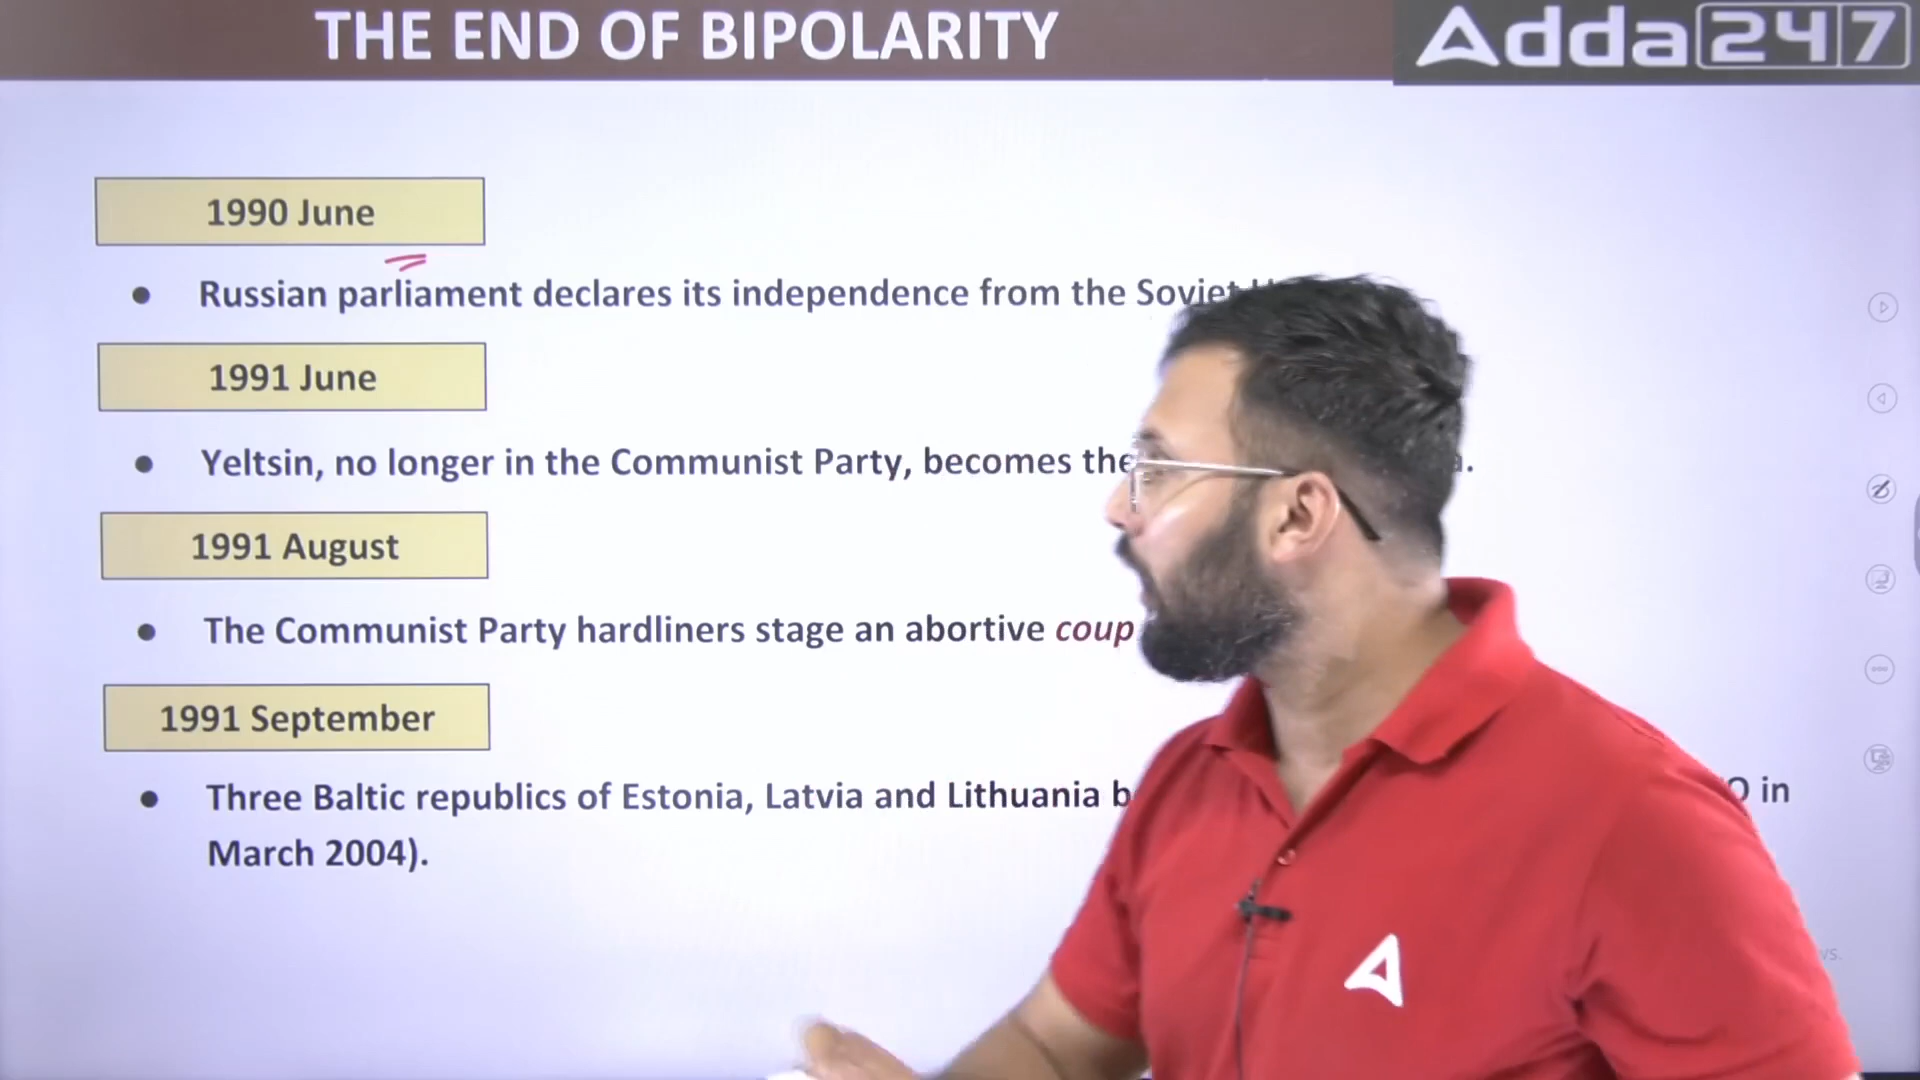 THE END OF BIPOLARITY
Adda247
1990 June
● Russian parliament declares its independence from the Soviet
1991 June
● Yeltsin, no longer in the Communist Party, becomes the
1991 August
● The Communist Party hardliners stage an abortive coup
1991 September
● Three Baltic republics of Estonia, Latvia and Lithuania in
March 2004).